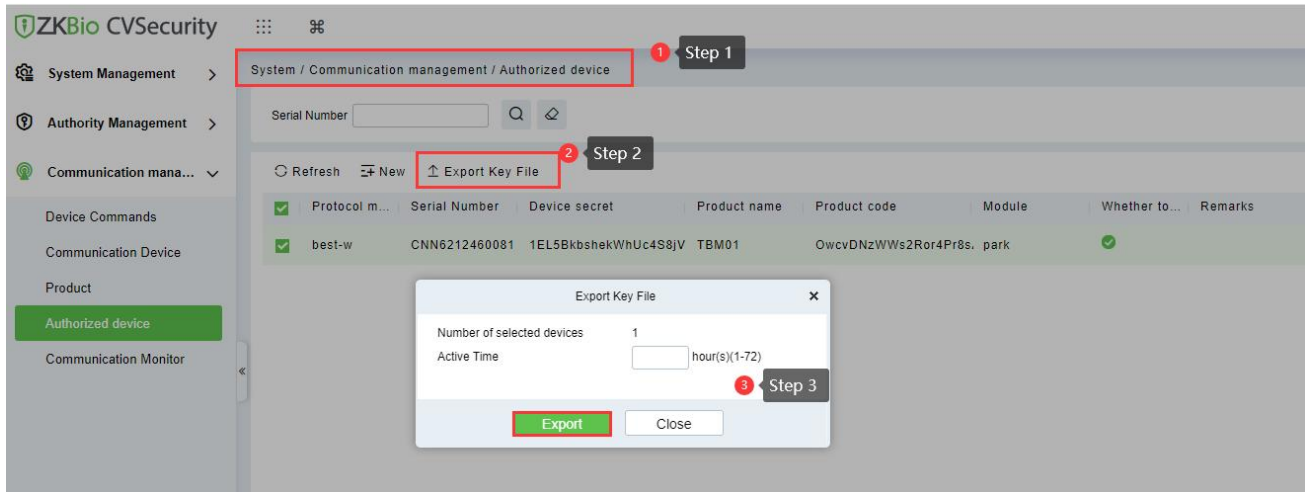 ZKBio CVSecurity
System Management
Authority Management
Communication mana...
Device Commands
Communication Device
Product
Authorized device
Communication Monitor
System / Communication management / Authorized device
1 Step 1
Serial Number
2 Step 2
Refresh New Export Key File
Protocol m... Serial Number Device secret Product name Product code Module Whether to... Remarks
best-w CNN6212460081 1EL5BkbshekWhUc4S8jV TBM01 OwcvDNzWWs2Ror4Pr8s. park
Export Key File
Number of selected devices 1
Active Time hour(s)(1-72)
3 Step 3
Export Close